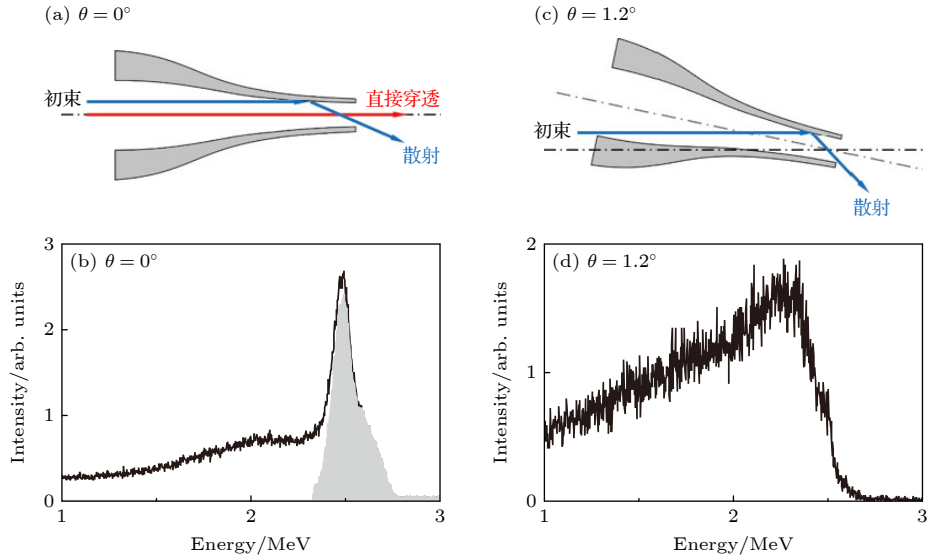 (a) θ = 0°
初束
直接穿透
散射
(c) θ = 1.2°
初束
散射
(b) θ = 0°
Intensity/arb. units
3
2
1
0
1
2
3
Energy/MeV
(d) θ = 1.2°
Intensity/arb. units
2
1
0
1
2
3
Energy/MeV